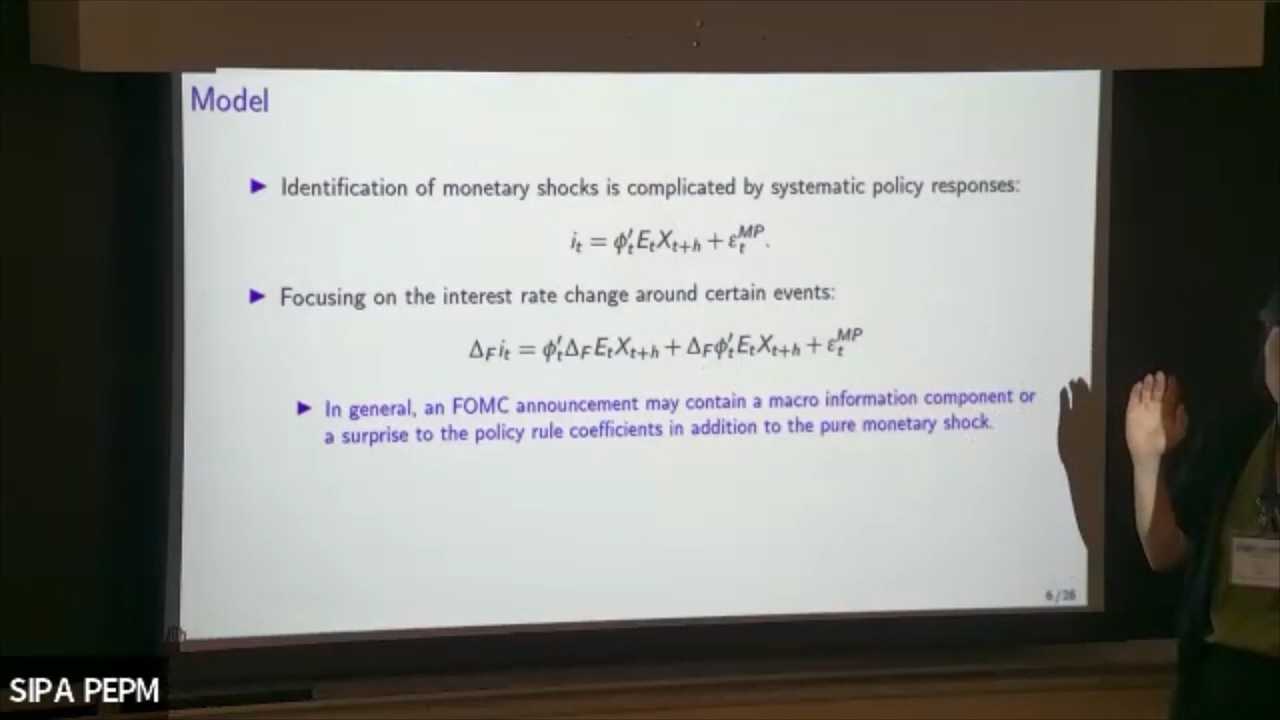 Model
► Identification of monetary shocks is complicated by systematic policy responses:
i_t = ϕ′_t E_t X_{t+h} + ε_t^{MP}.
► Focusing on the interest rate change around certain events:
Δ_F i_t = ϕ′_t Δ_F E_t X_{t+h} + Δ_F ϕ′_t E_t X_{t+h} + ε_t^{MP}
► In general, an FOMC announcement may contain a macro information component or
a surprise to the policy rule coefficients in addition to the pure monetary shock.
6/26
SIPA PEPM